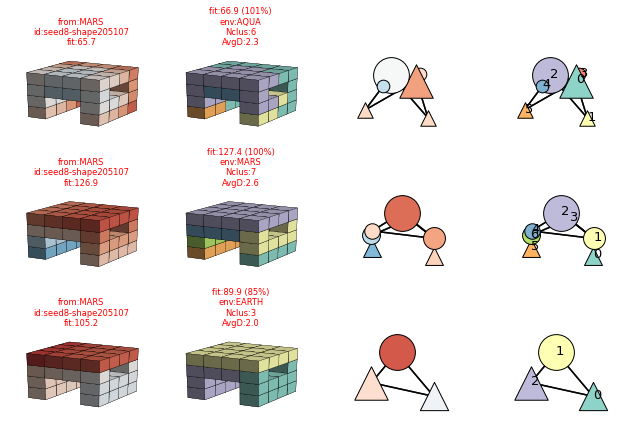 from:MARS
id:seed8-shape205107
fit:65.7
fit:66.9 (101%)
env:AQUA
Nclus:6
AvgD:2.3
2
3
0
4
5
1
from:MARS
id:seed8-shape205107
fit:126.9
fit:127.4 (100%)
env:MARS
Nclus:7
AvgD:2.6
2
3
4
6
1
5
0
from:MARS
id:seed8-shape205107
fit:105.2
fit:89.9 (85%)
env:EARTH
Nclus:3
AvgD:2.0
1
2
0